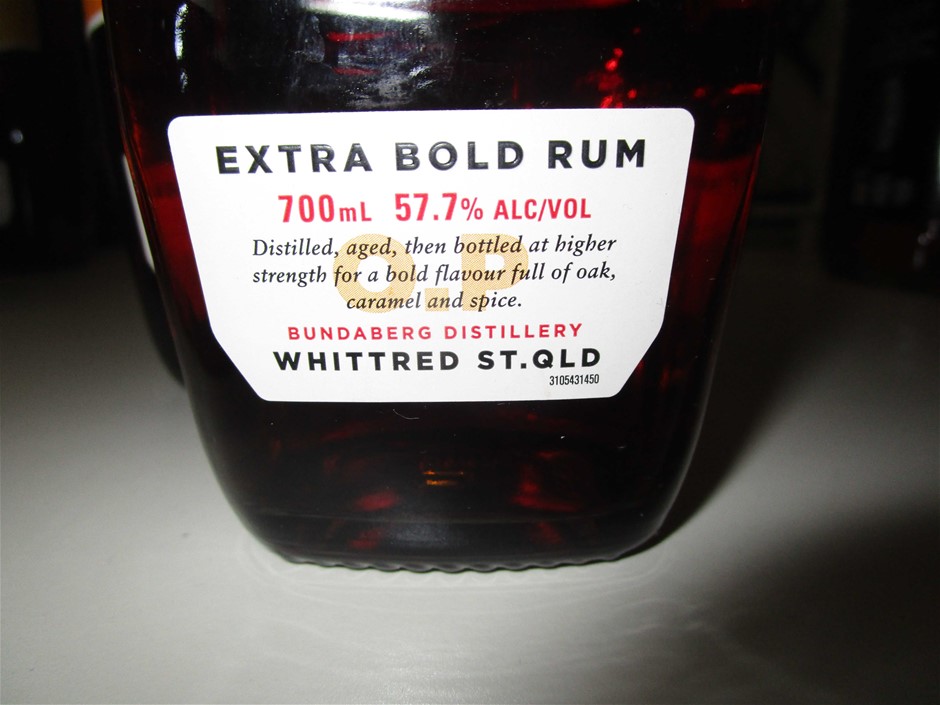 EXTRA BOLD RUM
700mL 57.7% ALC/VOL
O.P
Distilled, aged, then bottled at higher
strength for a bold flavour full of oak,
caramel and spice.
BUNDABERG DISTILLERY
WHITTRED ST.QLD
3105431450